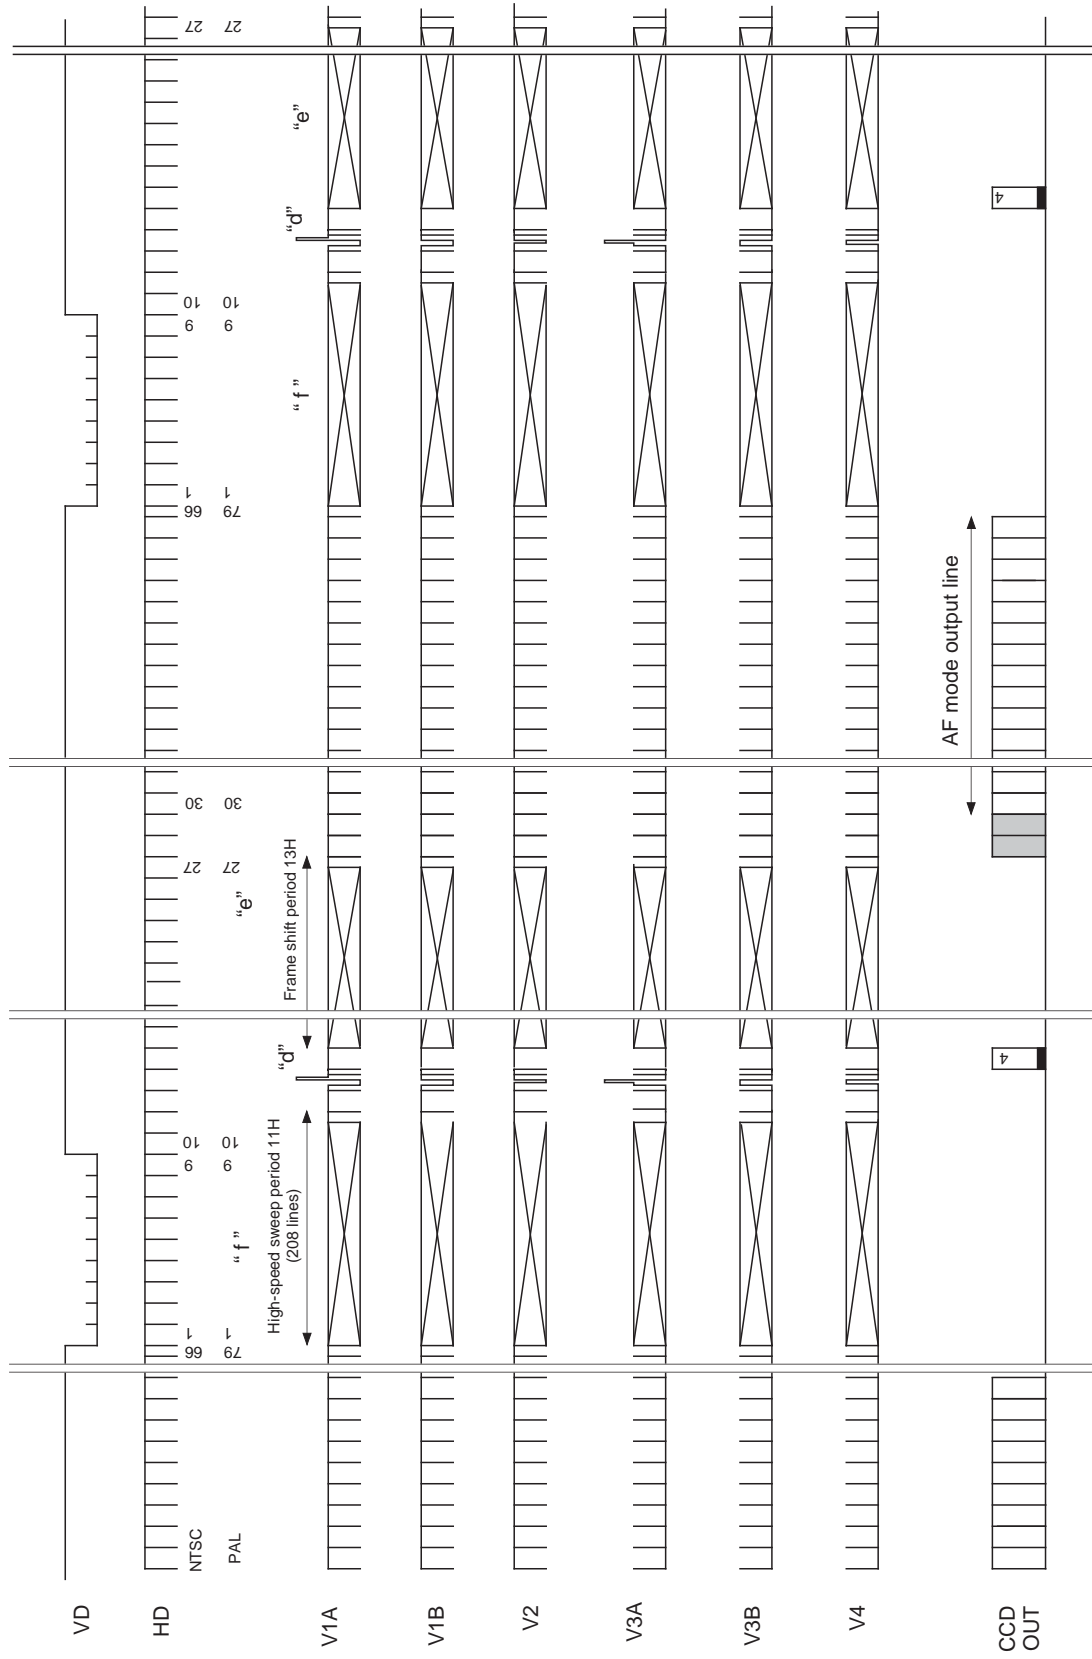 VD
HD
NTSC
PAL
V1A
V1B
V2
V3A
V3B
V4
CCD
OUT
66
1
9
10
27
30
66
1
9
10
27
79
1
9
10
27
30
79
1
9
10
27
“ f ”
“d”
“e”
“ f ”
“d”
“e”
High-speed sweep period 11H
(208 lines)
Frame shift period 13H
AF mode output line
4
4